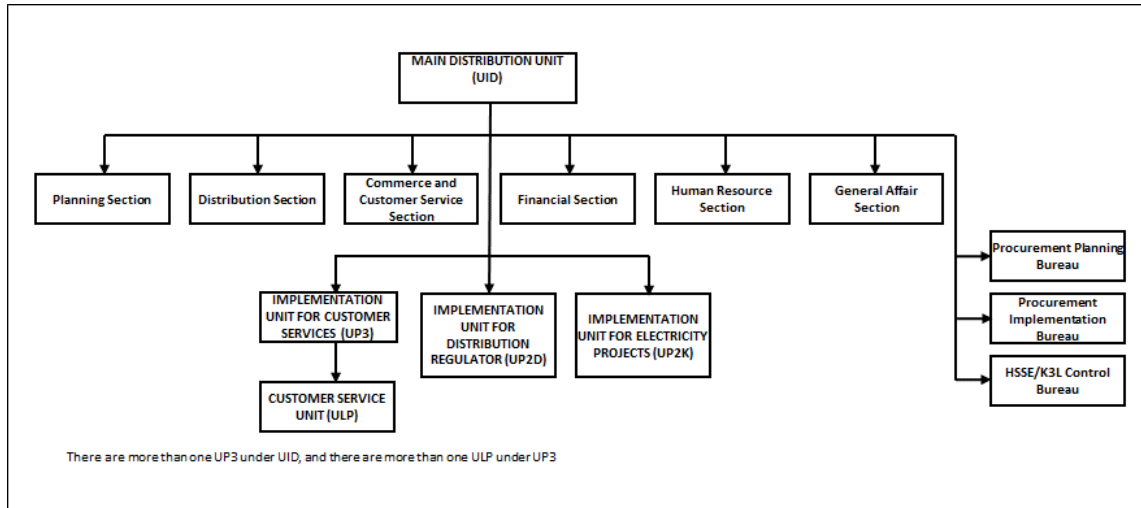 MAIN DISTRIBUTION UNIT
(UID)
Planning Section
Distribution Section
Commerce and
Customer Service
Section
Financial Section
Human Resource
Section
General Affair
Section
Procurement Planning
Bureau
Procurement
Implementation
Bureau
HSSE/K3L Control
Bureau
IMPLEMENTATION
UNIT FOR CUSTOMER
SERVICES (UP3)
IMPLEMENTATION
UNIT FOR
DISTRIBUTION
REGULATOR (UP2D)
IMPLEMENTATION
UNIT FOR ELECTRICITY
PROJECTS (UP2K)
CUSTOMER SERVICE
UNIT (ULP)
There are more than one UP3 under UID, and there are more than one ULP under UP3